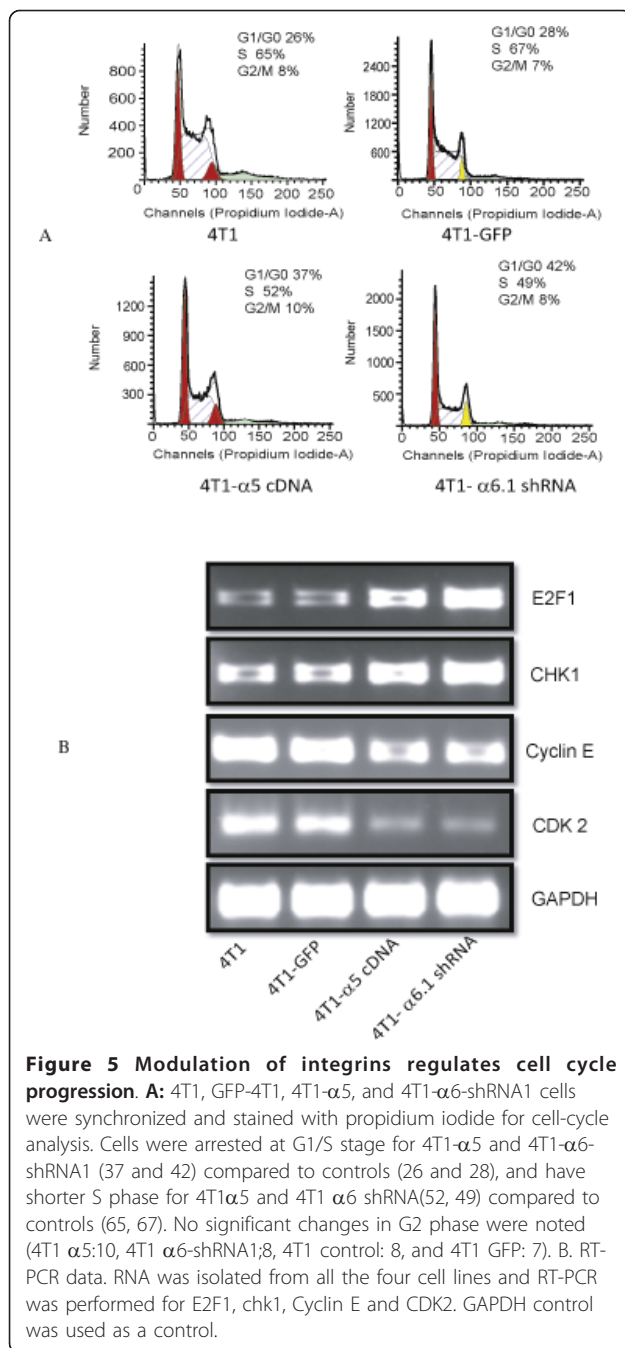 G1/G0 26%
S 65%
G2/M 8%
800
600
400
200
Number
0 50 100 150 200 250
Channels (Propidium Iodide-A)
4T1
G1/G0 28%
S 67%
G2/M 7%
2400
1800
1200
600
Number
0 50 100 150 200 250
Channels (Propidium Iodide-A)
4T1-GFP
A
G1/G0 37%
S 52%
G2/M 10%
1200
900
600
300
Number
0 50 100 150 200 250
Channels (Propidium Iodide-A)
4T1-α5 cDNA
G1/G0 42%
S 49%
G2/M 8%
2000
1500
1000
500
Number
0 50 100 150 200 250
Channels (Propidium Iodide-A)
4T1- α6.1 shRNA
B
E2F1
CHK1
Cyclin E
CDK 2
GAPDH
4T1
4T1-GFP
4T1-α5 cDNA
4T1- α6.1 shRNA
Figure 5 Modulation of integrins regulates cell cycle
progression. A: 4T1, GFP-4T1, 4T1-α5, and 4T1-α6-shRNA1 cells
were synchronized and stained with propidium iodide for cell-cycle
analysis. Cells were arrested at G1/S stage for 4T1-α5 and 4T1-α6-
shRNA1 (37 and 42) compared to controls (26 and 28), and have
shorter S phase for 4T1α5 and 4T1 α6 shRNA(52, 49) compared to
controls (65, 67). No significant changes in G2 phase were noted
(4T1 α5:10, 4T1 α6-shRNA1;8, 4T1 control: 8, and 4T1 GFP: 7). B. RT-
PCR data. RNA was isolated from all the four cell lines and RT-PCR
was performed for E2F1, chk1, Cyclin E and CDK2. GAPDH control
was used as a control.